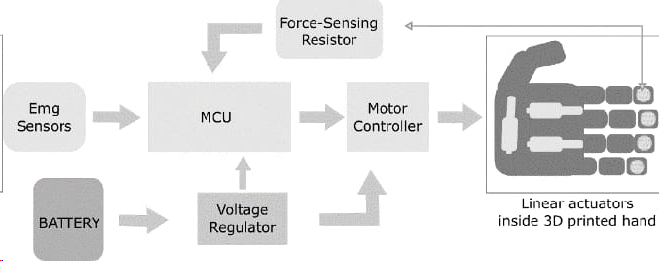 Force-Sensing
Resistor
Emg
Sensors
MCU
Motor
Controller
BATTERY
Voltage
Regulator
Linear actuators
inside 3D printed hand